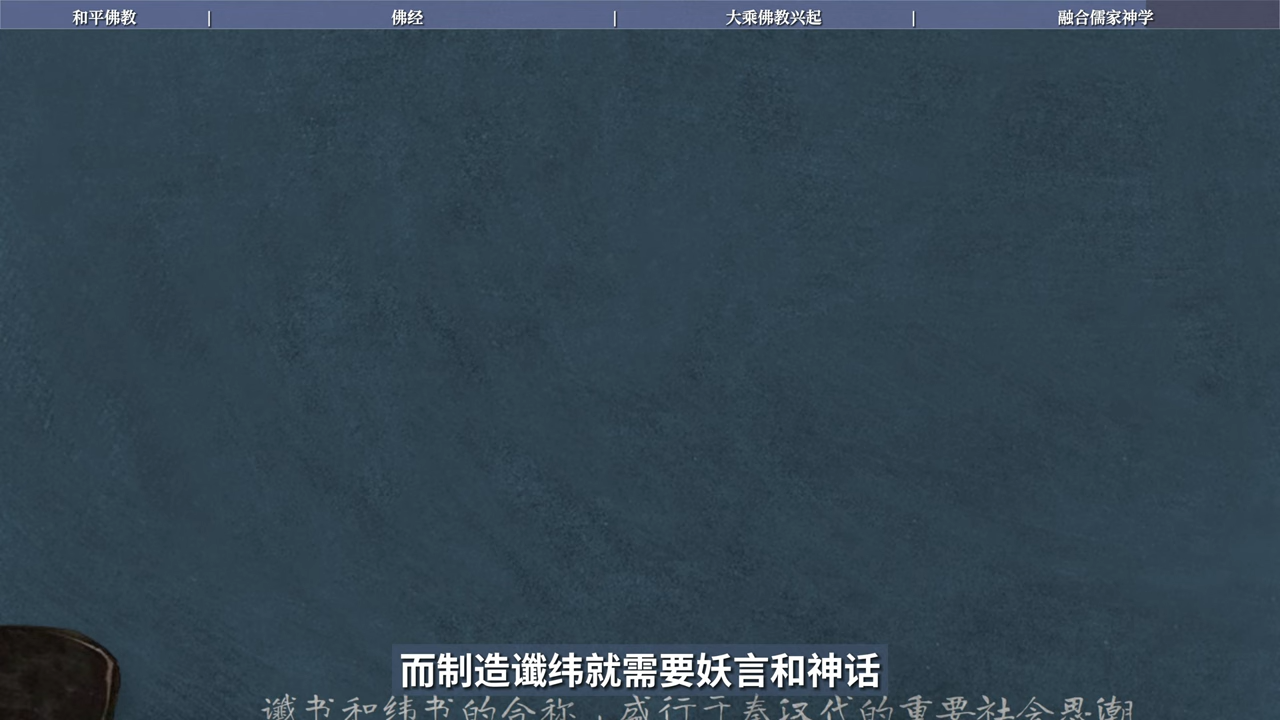 和平佛教 | 佛经 | 大乘佛教兴起 | 融合儒家神学
而制造谶纬就需要妖言和神话
谶书和纬书的合称，盛行于秦汉代的重要社会思潮